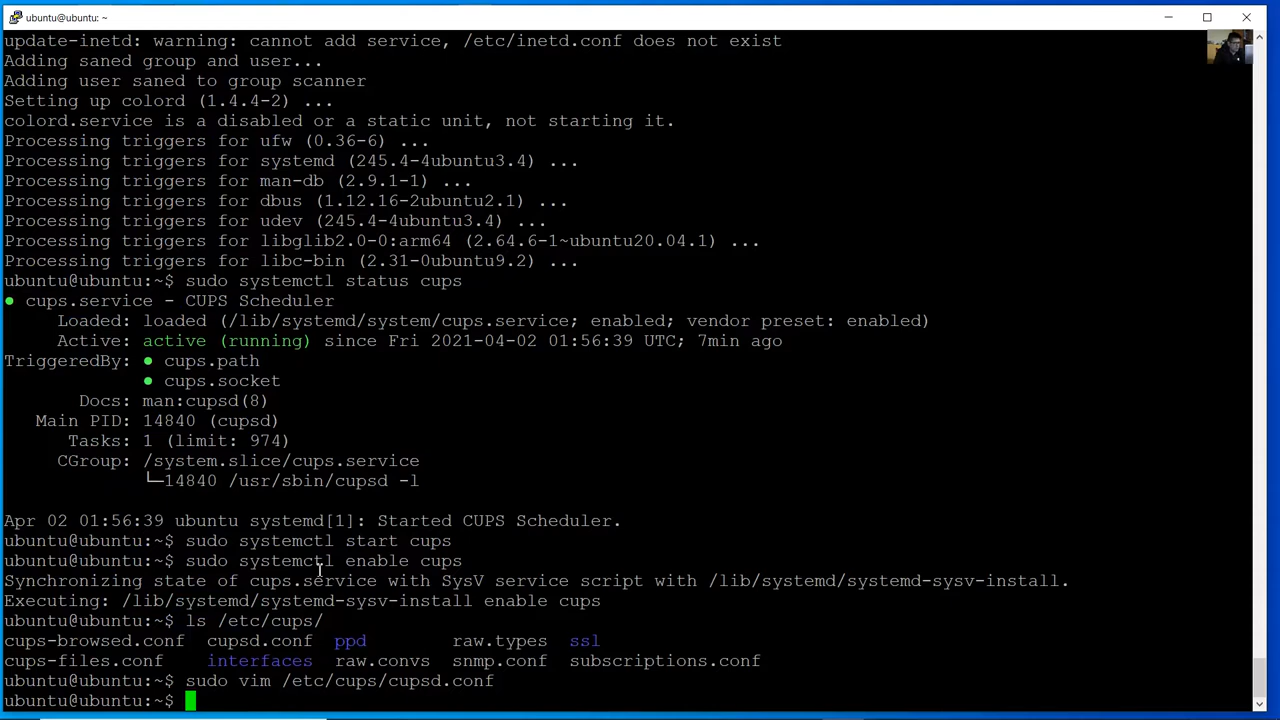 ubuntu@ubuntu: ~
update-inetd: warning: cannot add service, /etc/inetd.conf does not exist
Adding saned group and user...
Adding user saned to group scanner
Setting up colord (1.4.4-2) ...
colord.service is a disabled or a static unit, not starting it.
Processing triggers for ufw (0.36-6) ...
Processing triggers for systemd (245.4-4ubuntu3.4) ...
Processing triggers for man-db (2.9.1-1) ...
Processing triggers for dbus (1.12.16-2ubuntu2.1) ...
Processing triggers for udev (245.4-4ubuntu3.4) ...
Processing triggers for libglib2.0-0:arm64 (2.64.6-1~ubuntu20.04.1) ...
Processing triggers for libc-bin (2.31-0ubuntu9.2) ...
ubuntu@ubuntu:~$ sudo systemctl status cups
● cups.service - CUPS Scheduler
Loaded: loaded (/lib/systemd/system/cups.service; enabled; vendor preset: enabled)
Active: active (running) since Fri 2021-04-02 01:56:39 UTC; 7min ago
TriggeredBy: ● cups.path
● cups.socket
Docs: man:cupsd(8)
Main PID: 14840 (cupsd)
Tasks: 1 (limit: 974)
CGroup: /system.slice/cups.service
└─14840 /usr/sbin/cupsd -l
Apr 02 01:56:39 ubuntu systemd[1]: Started CUPS Scheduler.
ubuntu@ubuntu:~$ sudo systemctl start cups
ubuntu@ubuntu:~$ sudo systemctl enable cups
Synchronizing state of cups.service with SysV service script with /lib/systemd/systemd-sysv-install.
Executing: /lib/systemd/systemd-sysv-install enable cups
ubuntu@ubuntu:~$ ls /etc/cups/
cups-browsed.conf cupsd.conf ppd raw.types ssl
cups-files.conf interfaces raw.convs snmp.conf subscriptions.conf
ubuntu@ubuntu:~$ sudo vim /etc/cups/cupsd.conf
ubuntu@ubuntu:~$